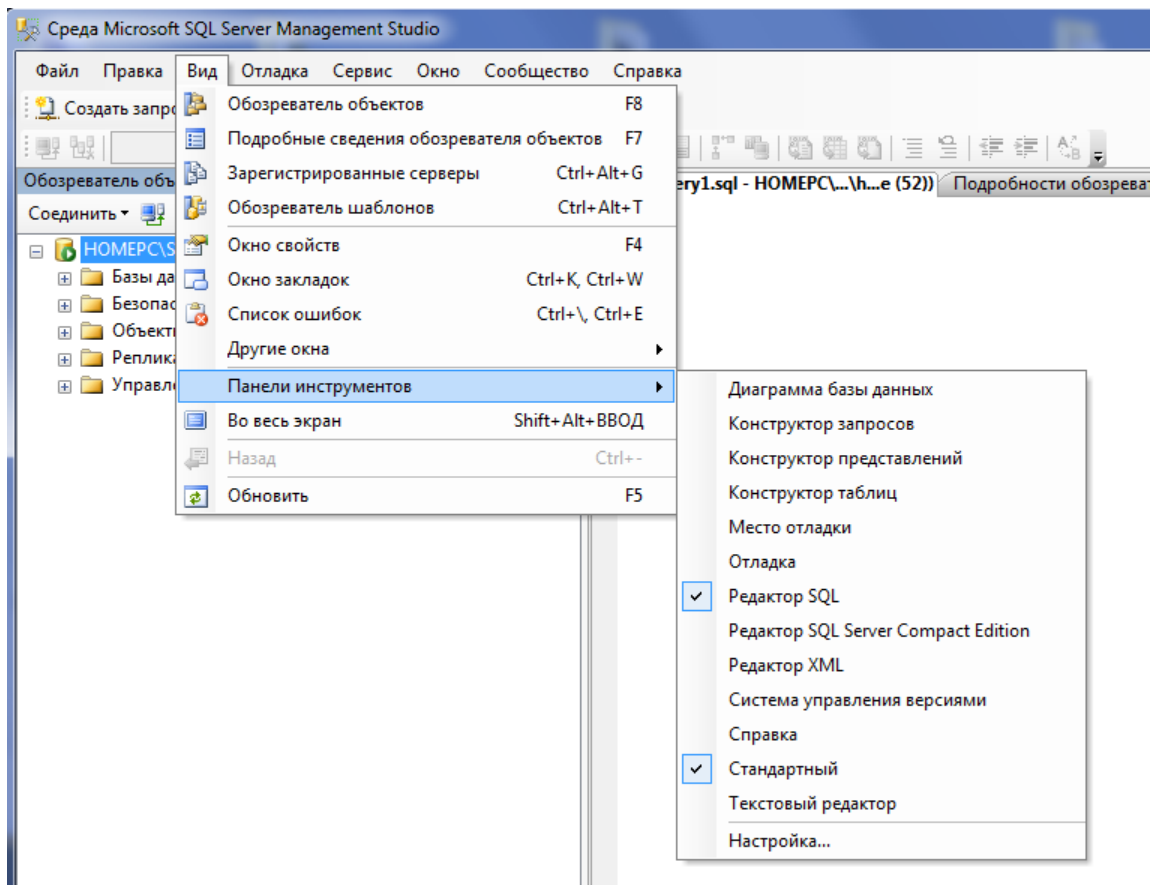 Среда Microsoft SQL Server Management Studio
Файл Правка Вид Отладка Сервис Окно Сообщество Справка
Создать запро
Обозреватель объ
Соединить
HOMEPC\S
Базы да
Безопас
Объект
Реплика
Управле
Обозреватель объектов F8
Подробные сведения обозревателя объектов F7
Зарегистрированные серверы Ctrl+Alt+G
Обозреватель шаблонов Ctrl+Alt+T
Окно свойств F4
Окно закладок Ctrl+K, Ctrl+W
Список ошибок Ctrl+\, Ctrl+E
Другие окна
Панели инструментов
Во весь экран Shift+Alt+ВВОД
Назад Ctrl+-
Обновить F5
ery1.sql - HOMEPC\...\h...e (52)) Подробности обозреват
Диаграмма базы данных
Конструктор запросов
Конструктор представлений
Конструктор таблиц
Место отладки
Отладка
Редактор SQL
Редактор SQL Server Compact Edition
Редактор XML
Система управления версиями
Справка
Стандартный
Текстовый редактор
Настройка...